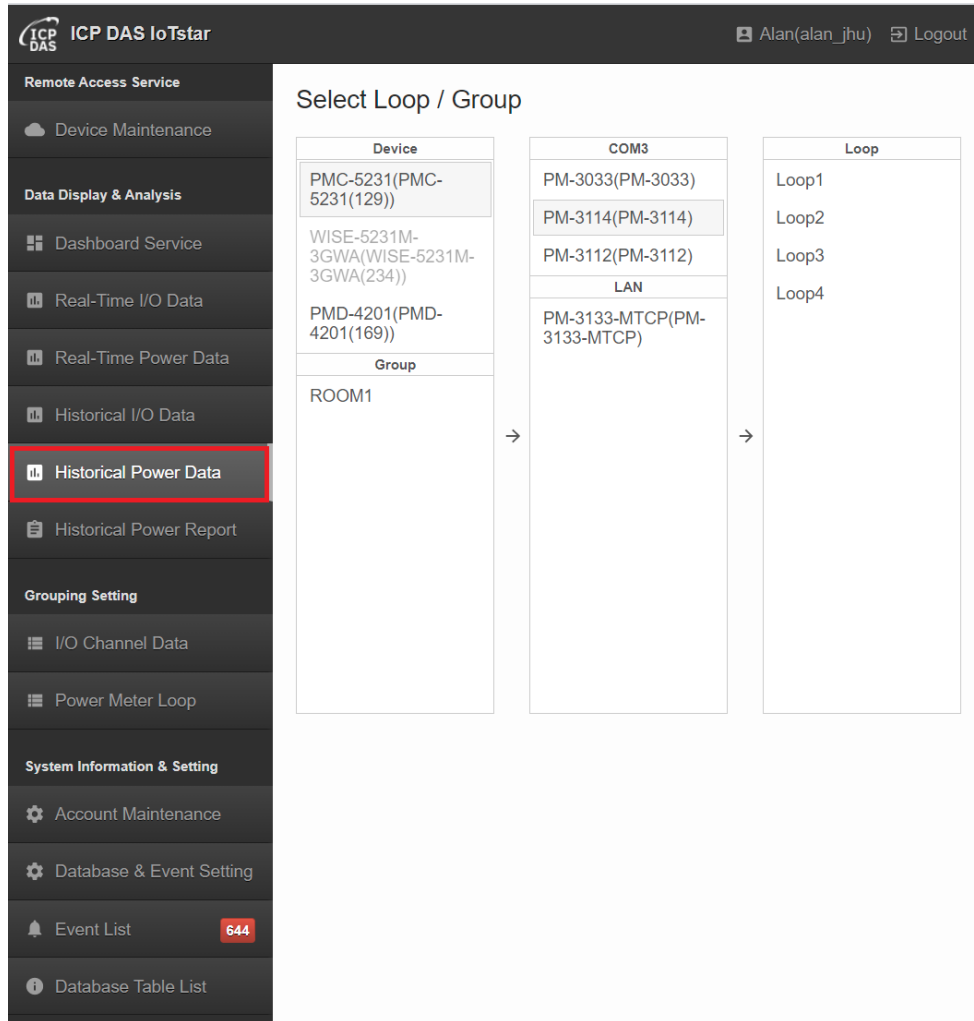 ICP DAS
ICP DAS IoTstar
Alan(alan_jhu)
Logout
Remote Access Service
Device Maintenance
Data Display & Analysis
Dashboard Service
Real-Time I/O Data
Real-Time Power Data
Historical I/O Data
Historical Power Data
Historical Power Report
Grouping Setting
I/O Channel Data
Power Meter Loop
System Information & Setting
Account Maintenance
Database & Event Setting
Event List
644
Database Table List
Select Loop / Group
Device
PMC-5231(PMC-
5231(129))
WISE-5231M-
3GWA(WISE-5231M-
3GWA(234))
PMD-4201(PMD-
4201(169))
Group
ROOM1
COM3
PM-3033(PM-3033)
PM-3114(PM-3114)
PM-3112(PM-3112)
LAN
PM-3133-MTCP(PM-
3133-MTCP)
Loop
Loop1
Loop2
Loop3
Loop4